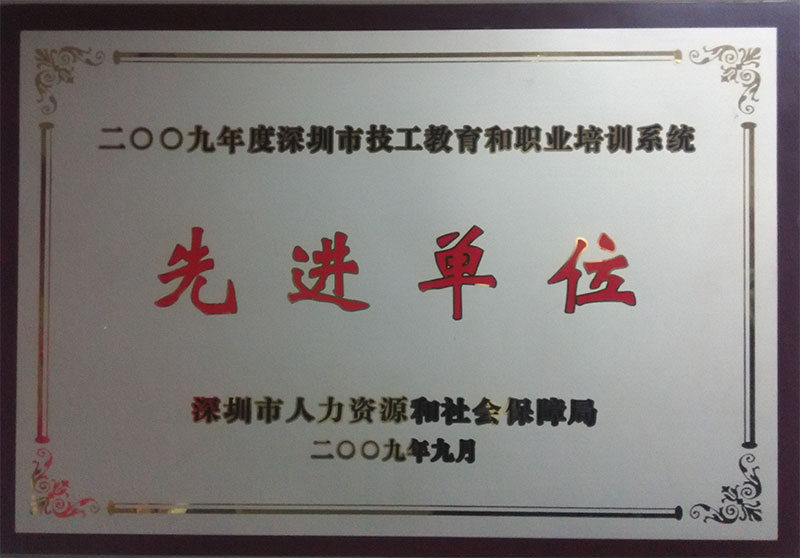 二〇〇九年度深圳市技工教育和职业培训系统
先进单位
深圳市人力资源和社会保障局
二〇〇九年九月